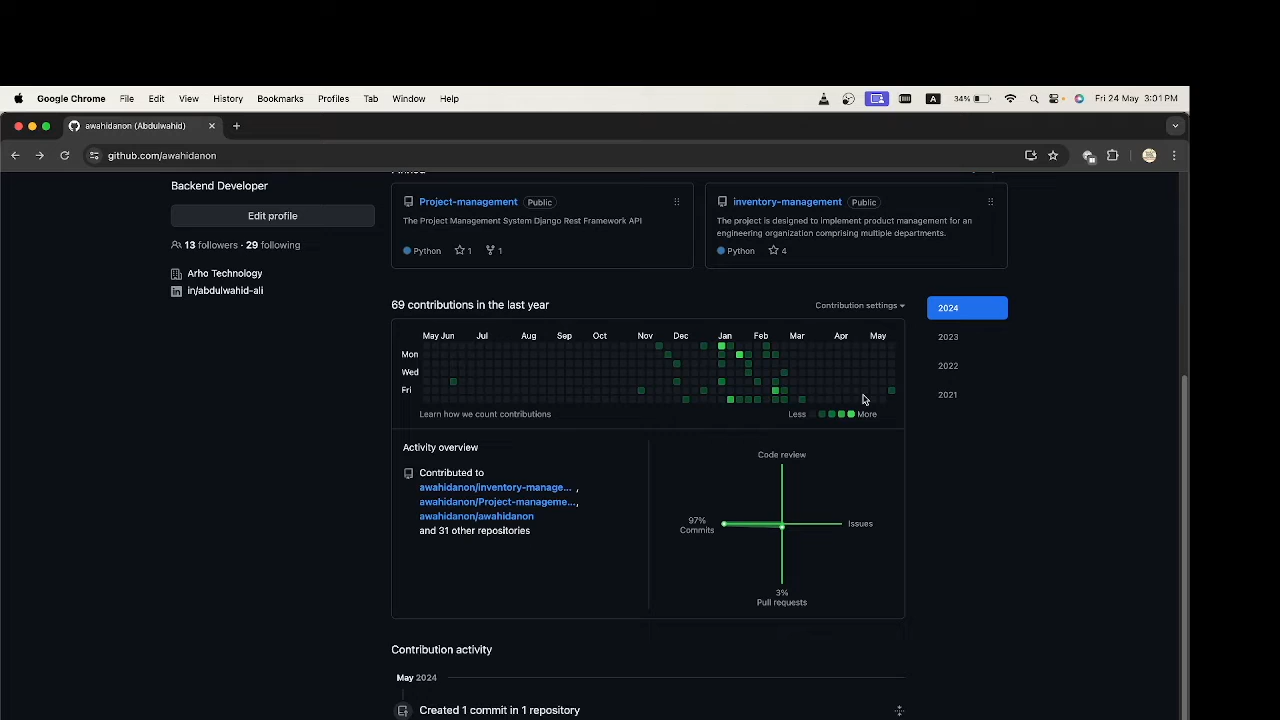 Google Chrome File Edit View History Bookmarks Profiles Tab Window Help A 34% Fri 24 May 3:01 PM
awahidanon (Abdulwahid)
github.com/awahidanon
Backend Developer
Edit profile
13 followers · 29 following
Arho Technology
in/abdulwahid-ali
Project-management Public
The Project Management System Django Rest Framework API
Python 1 1
inventory-management Public
The project is designed to implement product management for an
engineering organization comprising multiple departments.
Python 4
69 contributions in the last year
Contribution settings
2024
2023
2022
2021
May Jun Jul Aug Sep Oct Nov Dec Jan Feb Mar Apr May
Mon
Wed
Fri
Learn how we count contributions
Less More
Activity overview
Contributed to
awahidanon/inventory-manage... ,
awahidanon/Project-manageme... ,
awahidanon/awahidanon
and 31 other repositories
Code review
97%
Commits
Issues
3%
Pull requests
Contribution activity
May 2024
Created 1 commit in 1 repository